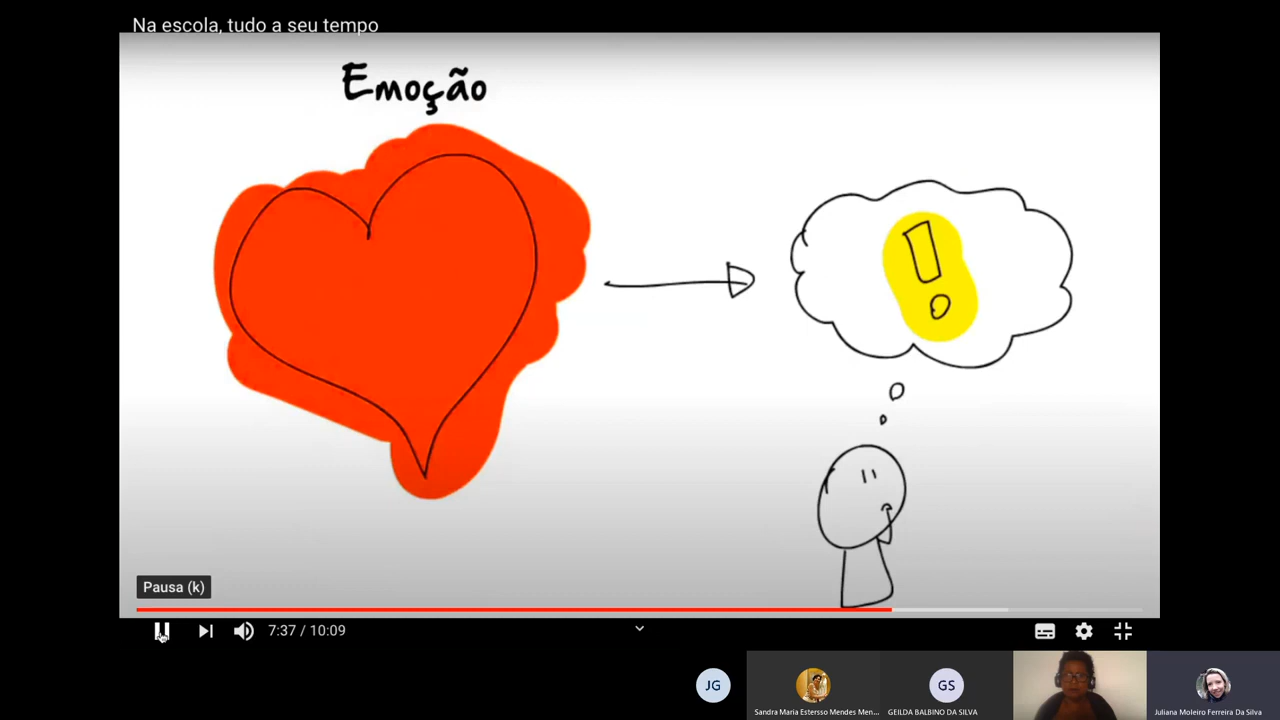 Na escola, tudo a seu tempo
Emoção
!
Pausa (k)
7:37 / 10:09
JG
Sandra Maria Estersso Mendes Men...
GS
GEILDA BALBINO DA SILVA
Juliana Moleiro Ferreira Da Silva